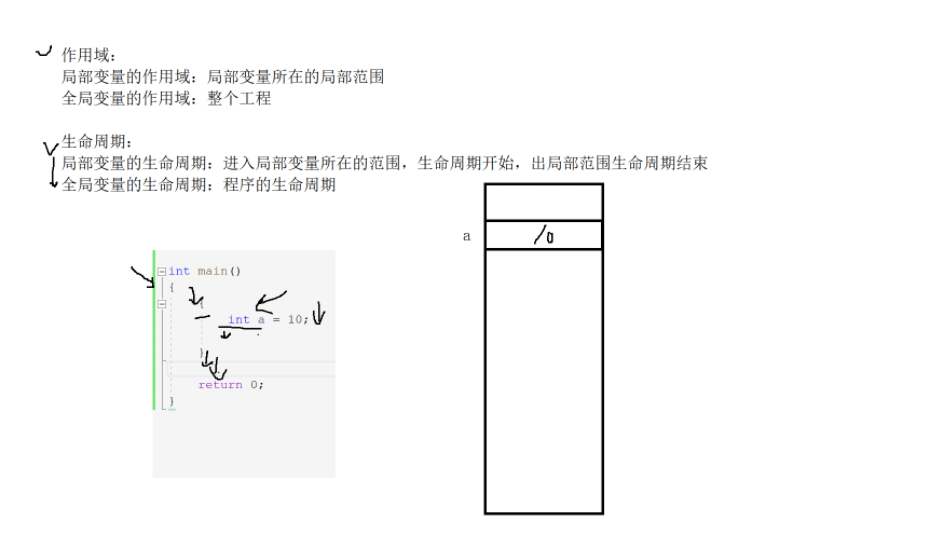 作用域：
局部变量的作用域：局部变量所在的局部范围
全局变量的作用域：整个工程
生命周期：
局部变量的生命周期：进入局部变量所在的范围，生命周期开始，出局部范围生命周期结束
全局变量的生命周期：程序的生命周期
a
10
int main()
{
{
int a = 10;
}
return 0;
}